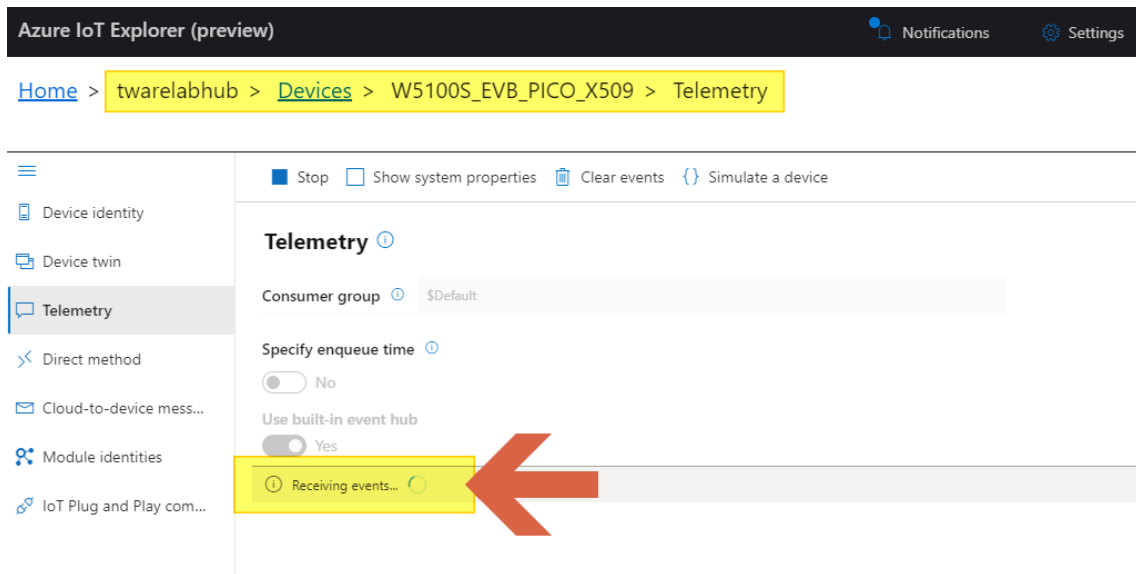 Azure IoT Explorer (preview)
Notifications
Settings
Home > twarelabhub > Devices > W5100S_EVB_PICO_X509 > Telemetry
Stop
Show system properties
Clear events
{} Simulate a device
Device identity
Device twin
Telemetry
Direct method
Cloud-to-device mess...
Module identities
IoT Plug and Play com...
Telemetry
Consumer group
$Default
Specify enqueue time
No
Use built-in event hub
Yes
Receiving events...